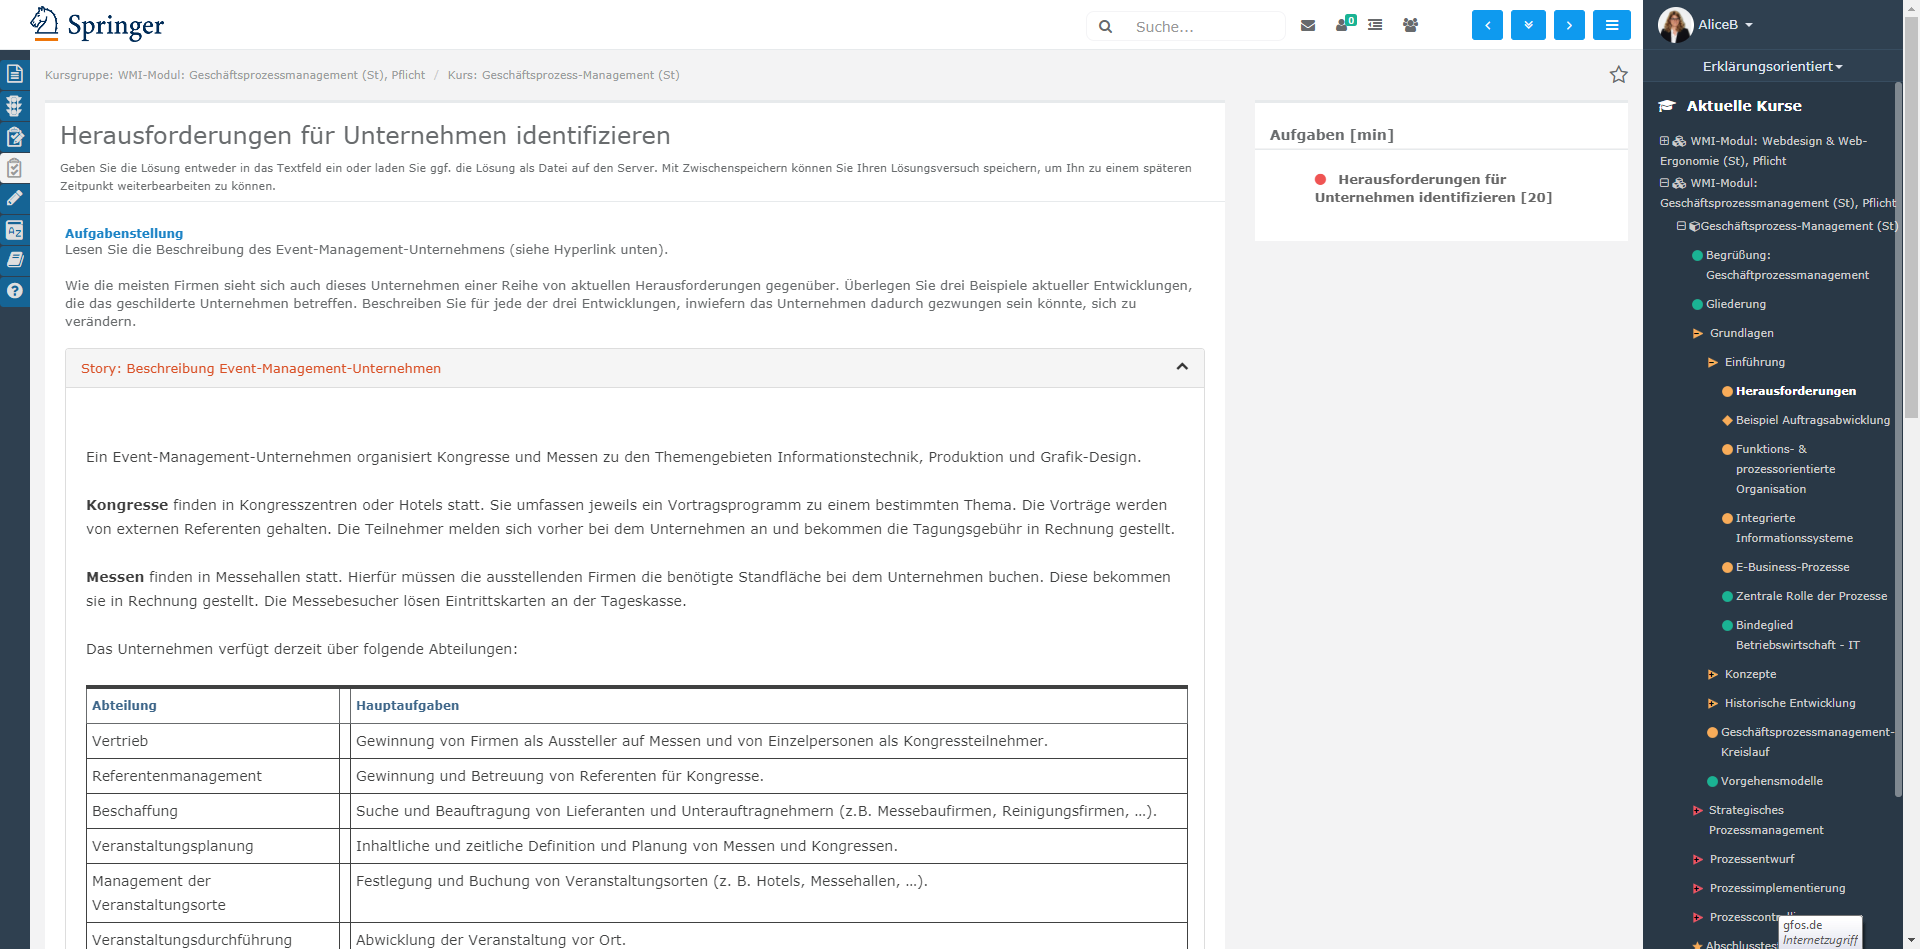 Springer
Suche...
0
AliceB
Erklärungsorientiert
Kursgruppe: WMI-Modul: Geschäftsprozessmanagement (St), Pflicht / Kurs: Geschäftsprozess-Management (St)
Herausforderungen für Unternehmen identifizieren
Geben Sie die Lösung entweder in das Textfeld ein oder laden Sie ggf. die Lösung als Datei auf den Server. Mit Zwischenspeichern können Sie Ihren Lösungsversuch speichern, um Ihn zu einem späteren
Zeitpunkt weiterbearbeiten zu können.
Aufgabenstellung
Lesen Sie die Beschreibung des Event-Management-Unternehmens (siehe Hyperlink unten).
Wie die meisten Firmen sieht sich auch dieses Unternehmen einer Reihe von aktuellen Herausforderungen gegenüber. Überlegen Sie drei Beispiele aktueller Entwicklungen,
die das geschilderte Unternehmen betreffen. Beschreiben Sie für jede der drei Entwicklungen, inwiefern das Unternehmen dadurch gezwungen sein könnte, sich zu
verändern.
Story: Beschreibung Event-Management-Unternehmen
Ein Event-Management-Unternehmen organisiert Kongresse und Messen zu den Themengebieten Informationstechnik, Produktion und Grafik-Design.
Kongresse finden in Kongresszentren oder Hotels statt. Sie umfassen jeweils ein Vortragsprogramm zu einem bestimmten Thema. Die Vorträge werden
von externen Referenten gehalten. Die Teilnehmer melden sich vorher bei dem Unternehmen an und bekommen die Tagungsgebühr in Rechnung gestellt.
Messen finden in Messehallen statt. Hierfür müssen die ausstellenden Firmen die benötigte Standfläche bei dem Unternehmen buchen. Diese bekommen
sie in Rechnung gestellt. Die Messebesucher lösen Eintrittskarten an der Tageskasse.
Das Unternehmen verfügt derzeit über folgende Abteilungen:
Abteilung Hauptaufgaben
Vertrieb Gewinnung von Firmen als Aussteller auf Messen und von Einzelpersonen als Kongressteilnehmer.
Referentenmanagement Gewinnung und Betreuung von Referenten für Kongresse.
Beschaffung Suche und Beauftragung von Lieferanten und Unterauftragnehmern (z.B. Messebaufirmen, Reinigungsfirmen, …).
Veranstaltungsplanung Inhaltliche und zeitliche Definition und Planung von Messen und Kongressen.
Management der Festlegung und Buchung von Veranstaltungsorten (z. B. Hotels, Messehallen, …).
Veranstaltungsorte
Veranstaltungsdurchführung Abwicklung der Veranstaltung vor Ort.
Aufgaben [min]
Herausforderungen für
Unternehmen identifizieren [20]
Aktuelle Kurse
WMI-Modul: Webdesign & Web-
Ergonomie (St), Pflicht
WMI-Modul:
Geschäftsprozessmanagement (St), Pflicht
Geschäftsprozess-Management (St)
Begrüßung:
Geschäftprozessmanagement
Gliederung
Grundlagen
Einführung
Herausforderungen
Beispiel Auftragsabwicklung
Funktions- &
prozessorientierte
Organisation
Integrierte
Informationssysteme
E-Business-Prozesse
Zentrale Rolle der Prozesse
Bindeglied
Betriebswirtschaft - IT
Konzepte
Historische Entwicklung
Geschäftsprozessmanagement-
Kreislauf
Vorgehensmodelle
Strategisches
Prozessmanagement
Prozessentwurf
Prozessimplementierung
gfos.de
Internetzugriff